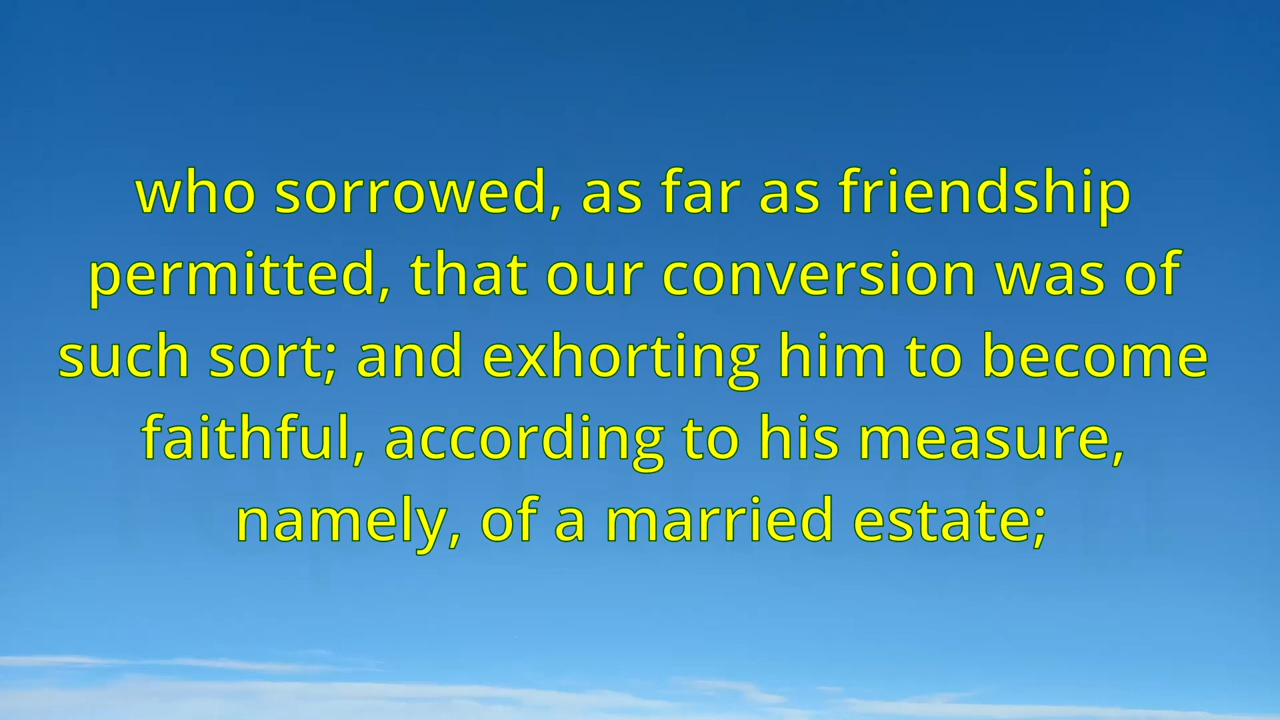 who sorrowed, as far as friendship
permitted, that our conversion was of
such sort; and exhorting him to become
faithful, according to his measure,
namely, of a married estate;